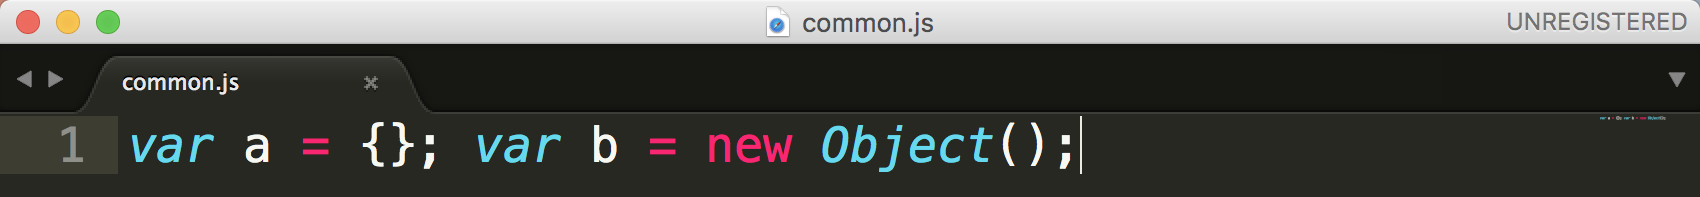 common.js
UNREGISTERED
common.js
1 var a = {}; var b = new Object();